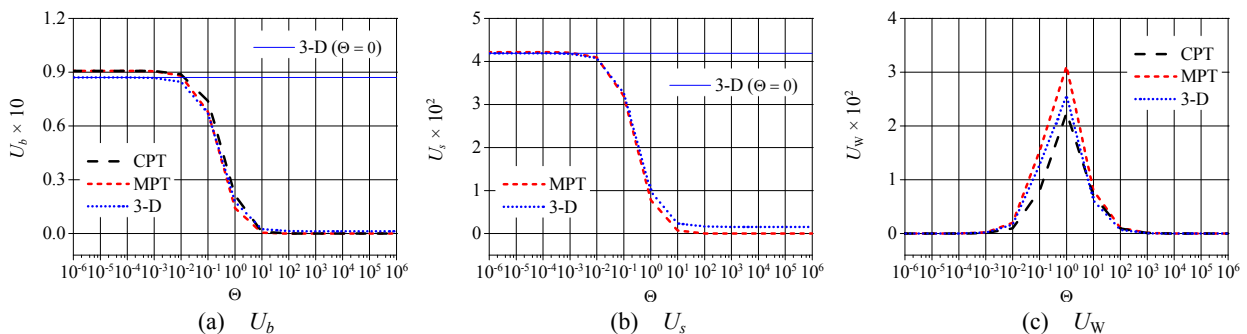 1.2
0.9
0.6
0.3
0.0
U_b × 10
3-D (Θ = 0)
CPT
MPT
3-D
10^-6 10^-5 10^-4 10^-3 10^-2 10^-1 10^0 10^1 10^2 10^3 10^4 10^5 10^6
Θ
(a) U_b
5
4
3
2
1
0
U_s × 10^2
3-D (Θ = 0)
MPT
3-D
10^-6 10^-5 10^-4 10^-3 10^-2 10^-1 10^0 10^1 10^2 10^3 10^4 10^5 10^6
Θ
(b) U_s
4
3
2
1
0
U_W × 10^2
CPT
MPT
3-D
10^-6 10^-5 10^-4 10^-3 10^-2 10^-1 10^0 10^1 10^2 10^3 10^4 10^5 10^6
Θ
(c) U_W